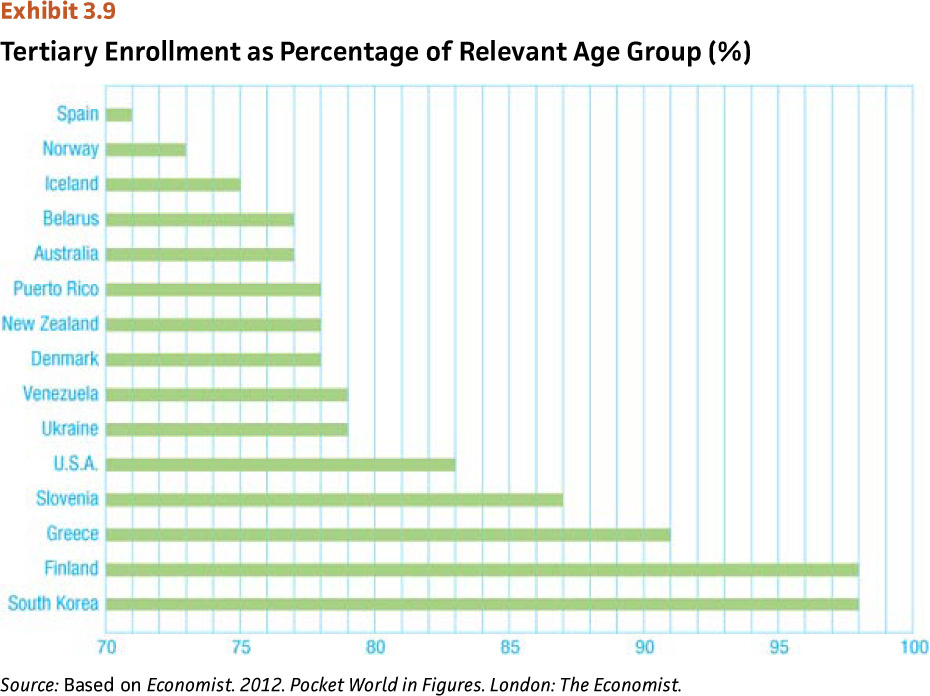 Exhibit 3.9
Tertiary Enrollment as Percentage of Relevant Age Group (%)
Spain
Norway
Iceland
Belarus
Australia
Puerto Rico
New Zealand
Denmark
Venezuela
Ukraine
U.S.A.
Slovenia
Greece
Finland
South Korea
70 75 80 85 90 95 100
Source: Based on Economist. 2012. Pocket World in Figures. London: The Economist.